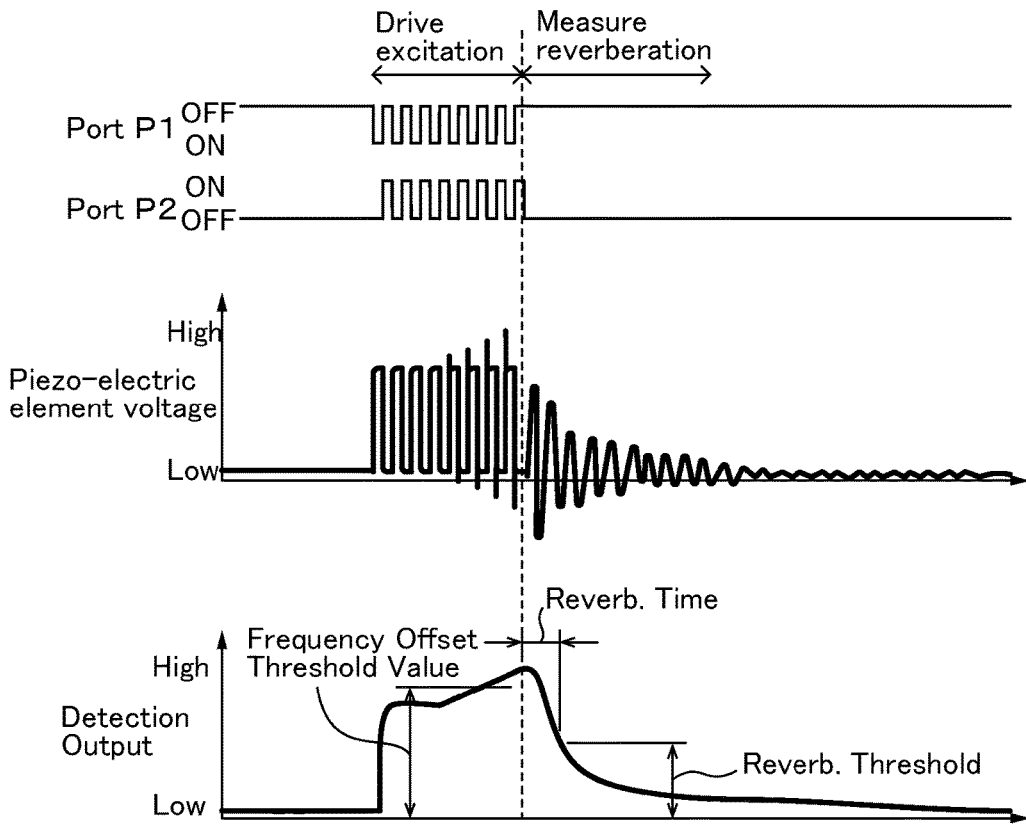 Drive
excitation
Measure
reverberation
Port P1
OFF
ON
Port P2
ON
OFF
High
Piezo-electric
element voltage
Low
Reverb. Time
Frequency Offset
Threshold Value
High
Detection
Output
Reverb. Threshold
Low